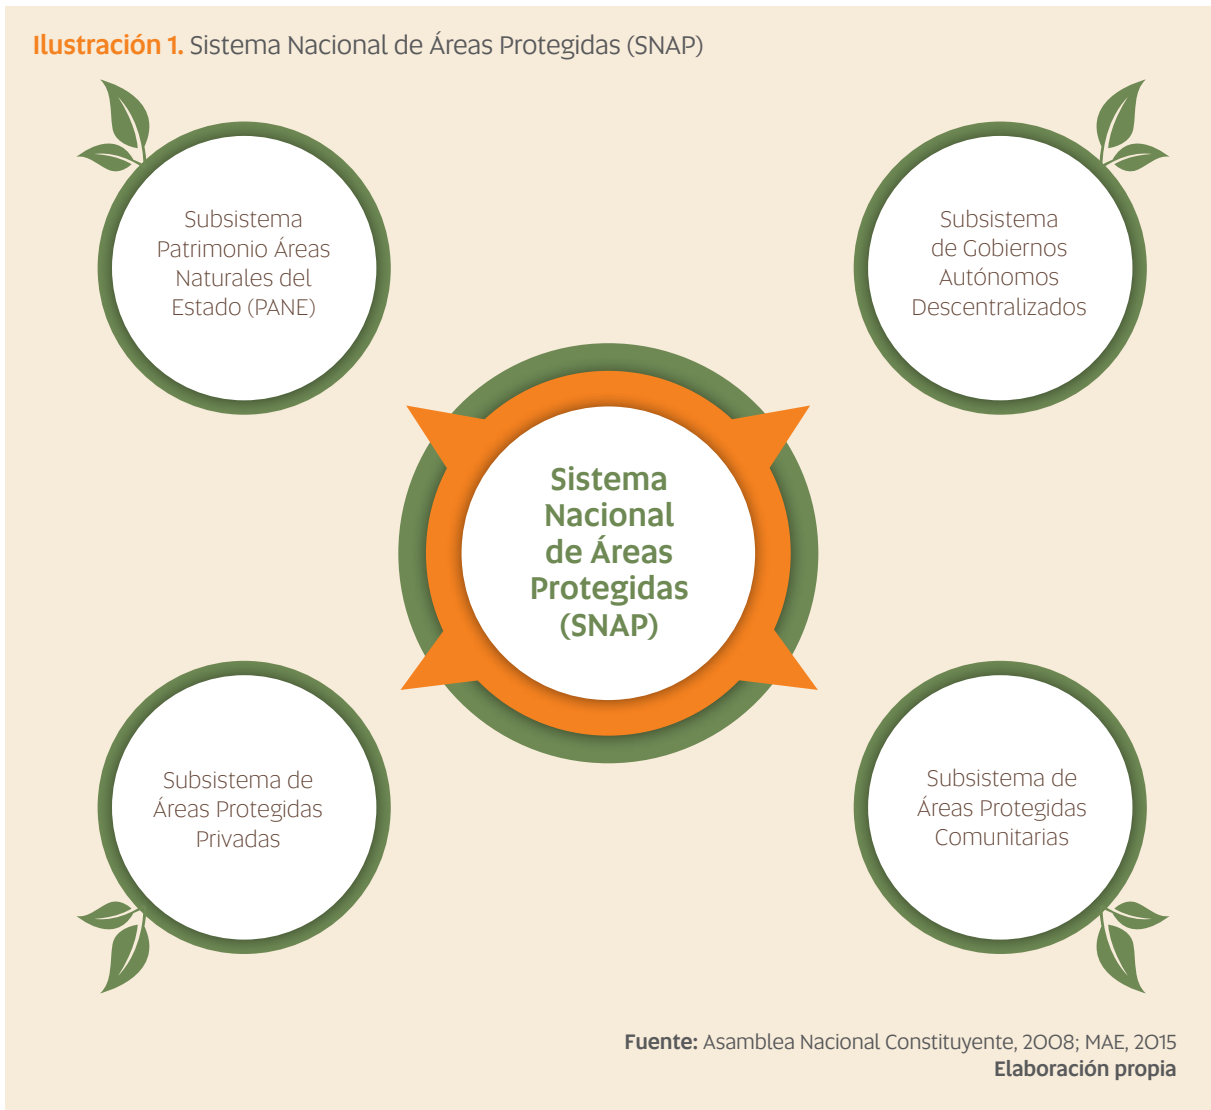 Ilustración 1. Sistema Nacional de Áreas Protegidas (SNAP)
Subsistema
Patrimonio Áreas
Naturales del
Estado (PANE)
Subsistema
de Gobiernos
Autónomos
Descentralizados
Sistema
Nacional
de Áreas
Protegidas
(SNAP)
Subsistema de
Áreas Protegidas
Privadas
Subsistema de
Áreas Protegidas
Comunitarias
Fuente: Asamblea Nacional Constituyente, 2008; MAE, 2015
Elaboración propia